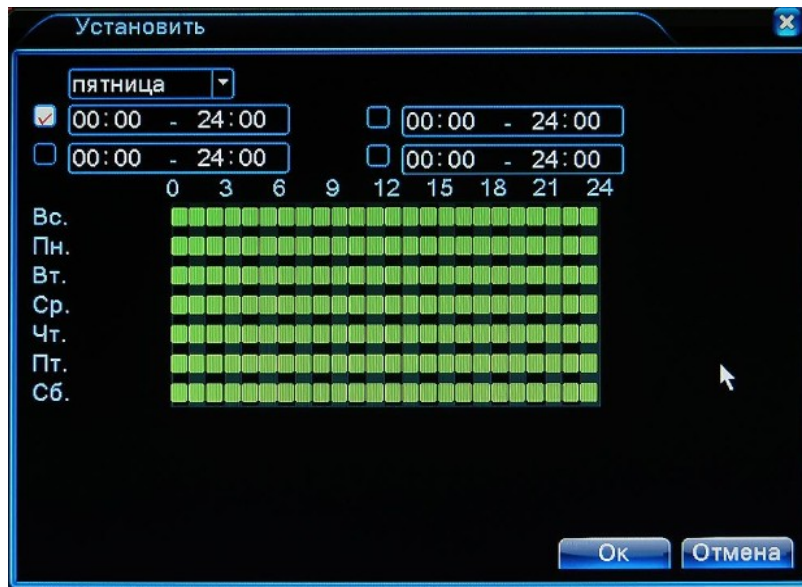 Установить
пятница
00:00 - 24:00 00:00 - 24:00
00:00 - 24:00 00:00 - 24:00
0 3 6 9 12 15 18 21 24
Вс.
Пн.
Вт.
Ср.
Чт.
Пт.
Сб.
Ок Отмена